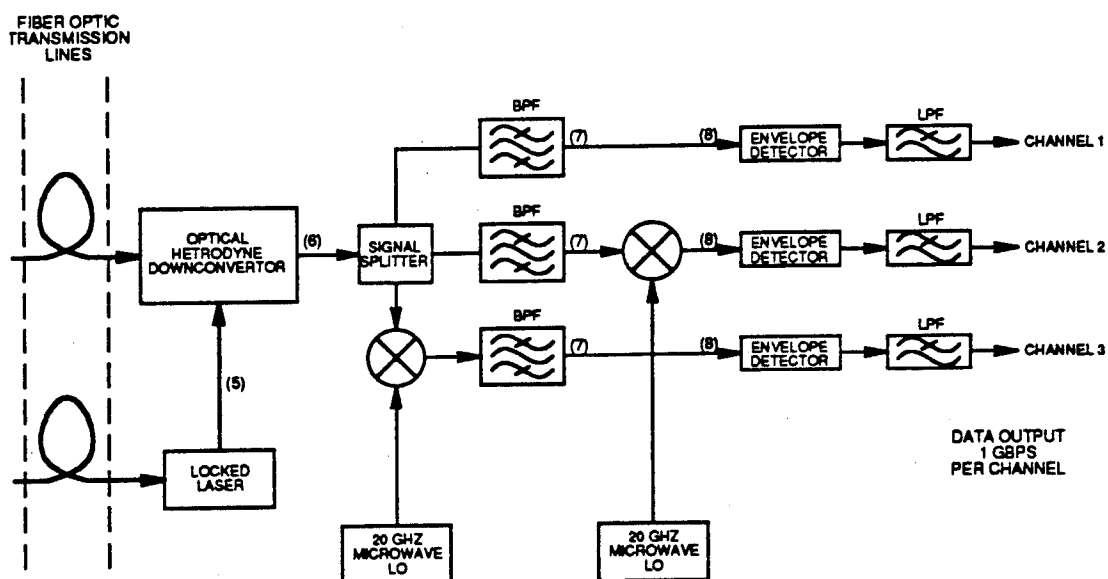 FIBER OPTIC
TRANSMISSION
LINES
BPF
(7)
(8)
ENVELOPE
DETECTOR
LPF
CHANNEL 1
OPTICAL
HETRODYNE
DOWNCONVERTOR
(6)
SIGNAL
SPLITTER
BPF
(7)
(8)
ENVELOPE
DETECTOR
LPF
CHANNEL 2
BPF
(7)
(8)
ENVELOPE
DETECTOR
LPF
CHANNEL 3
(5)
LOCKED
LASER
DATA OUTPUT
1 GBPS
PER CHANNEL
20 GHZ
MICROWAVE
LO
20 GHZ
MICROWAVE
LO